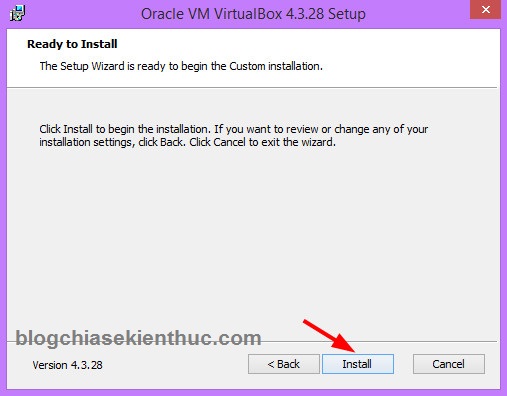 Oracle VM VirtualBox 4.3.28 Setup
Ready to Install
The Setup Wizard is ready to begin the Custom installation.
Click Install to begin the installation. If you want to review or change any of your
installation settings, click Back. Click Cancel to exit the wizard.
blogchiasekienthuc.com
Version 4.3.28
< Back
Install
Cancel